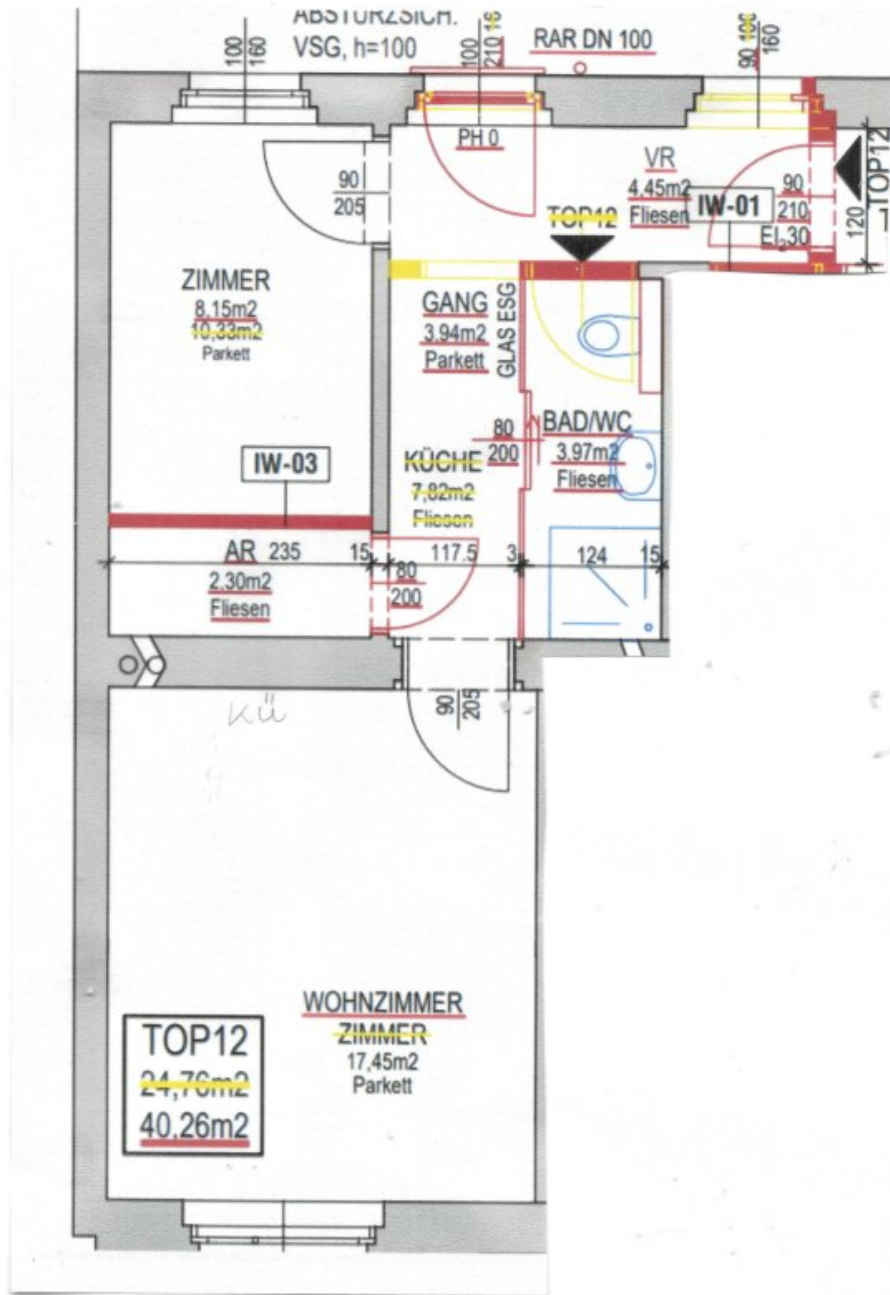 ABSTURZSICH.
VSG, h=100
100
160
100
210
RAR DN 100
90 100
160
PH 0
VR
4,45m2
Fliesen
IW-01
90
210
EI₂30
120
TOP12
90
205
TOP12
ZIMMER
8,15m2
10,33m2
Parkett
GANG
3,94m2
Parkett
GLAS ESG
BAD/WC
3,97m2
Fliesen
80
200
KÜCHE
7,82m2
Fliesen
IW-03
AR
2,30m2
Fliesen
235 15 117.5 3 124 15
80
200
90
205
KÜ
WOHNZIMMER
ZIMMER
17,45m2
Parkett
TOP12
24,76m2
40,26m2